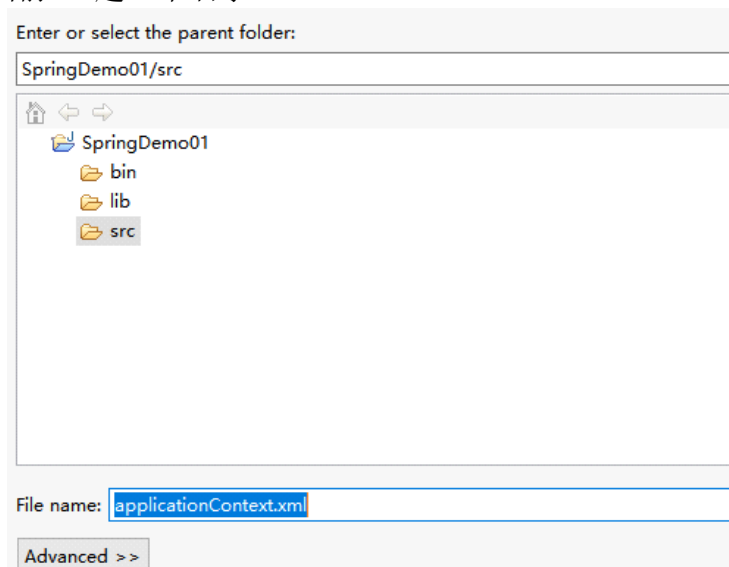 Enter or select the parent folder:
SpringDemo01/src
SpringDemo01
bin
lib
src
File name: applicationContext.xml
Advanced >>